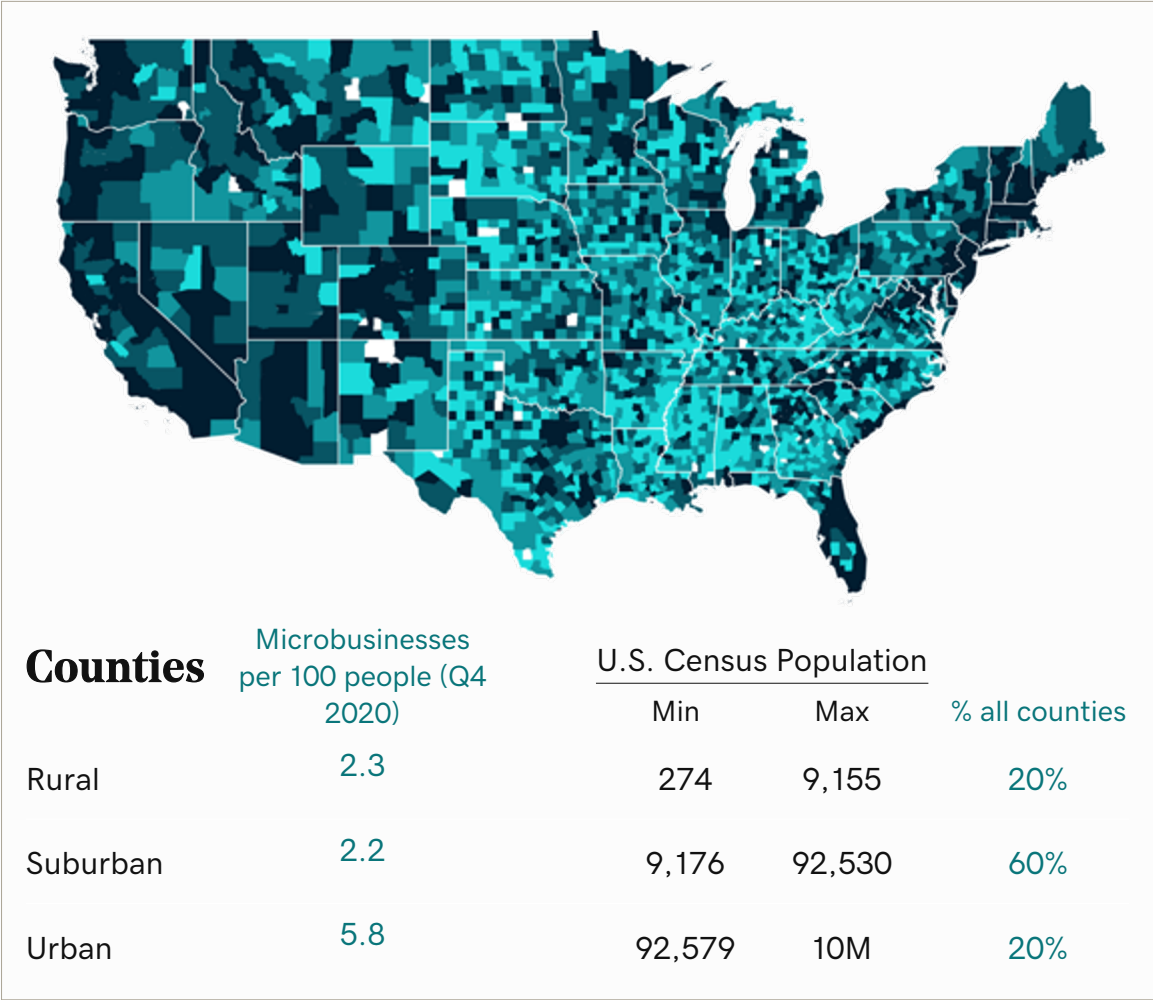 Counties
Microbusinesses
per 100 people (Q4
2020)
U.S. Census Population
Min Max % all counties
Rural 2.3 274 9,155 20%
Suburban 2.2 9,176 92,530 60%
Urban 5.8 92,579 10M 20%